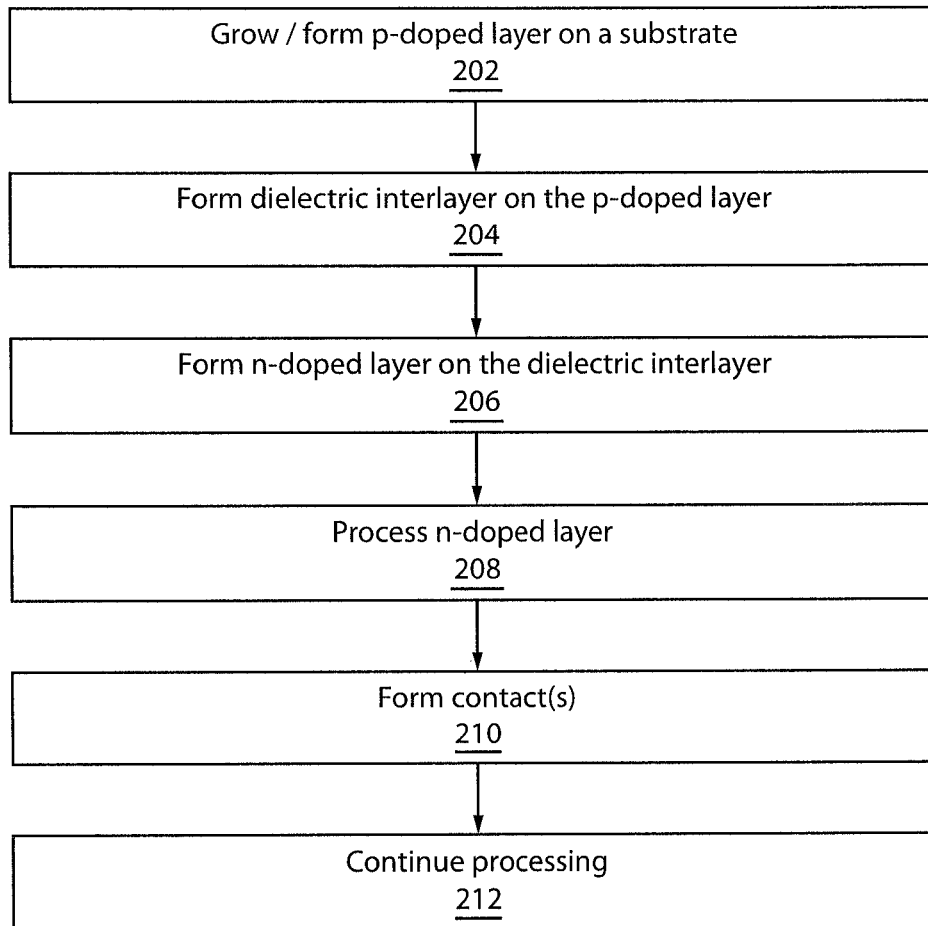 Grow / form p-doped layer on a substrate
202
Form dielectric interlayer on the p-doped layer
204
Form n-doped layer on the dielectric interlayer
206
Process n-doped layer
208
Form contact(s)
210
Continue processing
212